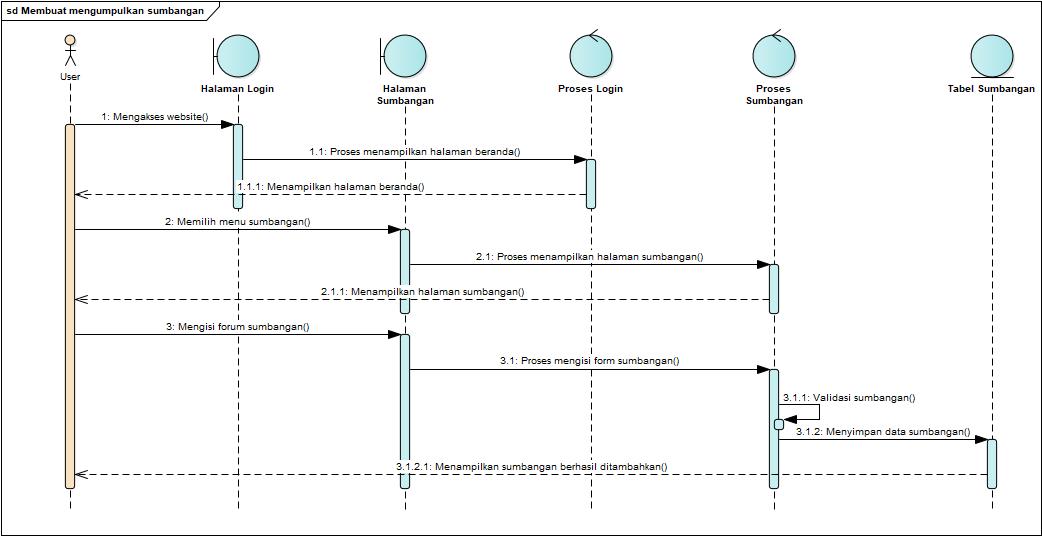 sd Membuat mengumpulkan sumbangan
User
Halaman Login
Halaman
Sumbangan
Proses Login
Proses
Sumbangan
Tabel Sumbangan
1: Mengakses website()
1.1: Proses menampilkan halaman beranda()
1.1.1: Menampilkan halaman beranda()
2: Memilih menu sumbangan()
2.1: Proses menampilkan halaman sumbangan()
2.1.1: Menampilkan halaman sumbangan()
3: Mengisi forum sumbangan()
3.1: Proses mengisi form sumbangan()
3.1.1: Validasi sumbangan()
3.1.2: Menyimpan data sumbangan()
3.1.2.1: Menampilkan sumbangan berhasil ditambahkan()